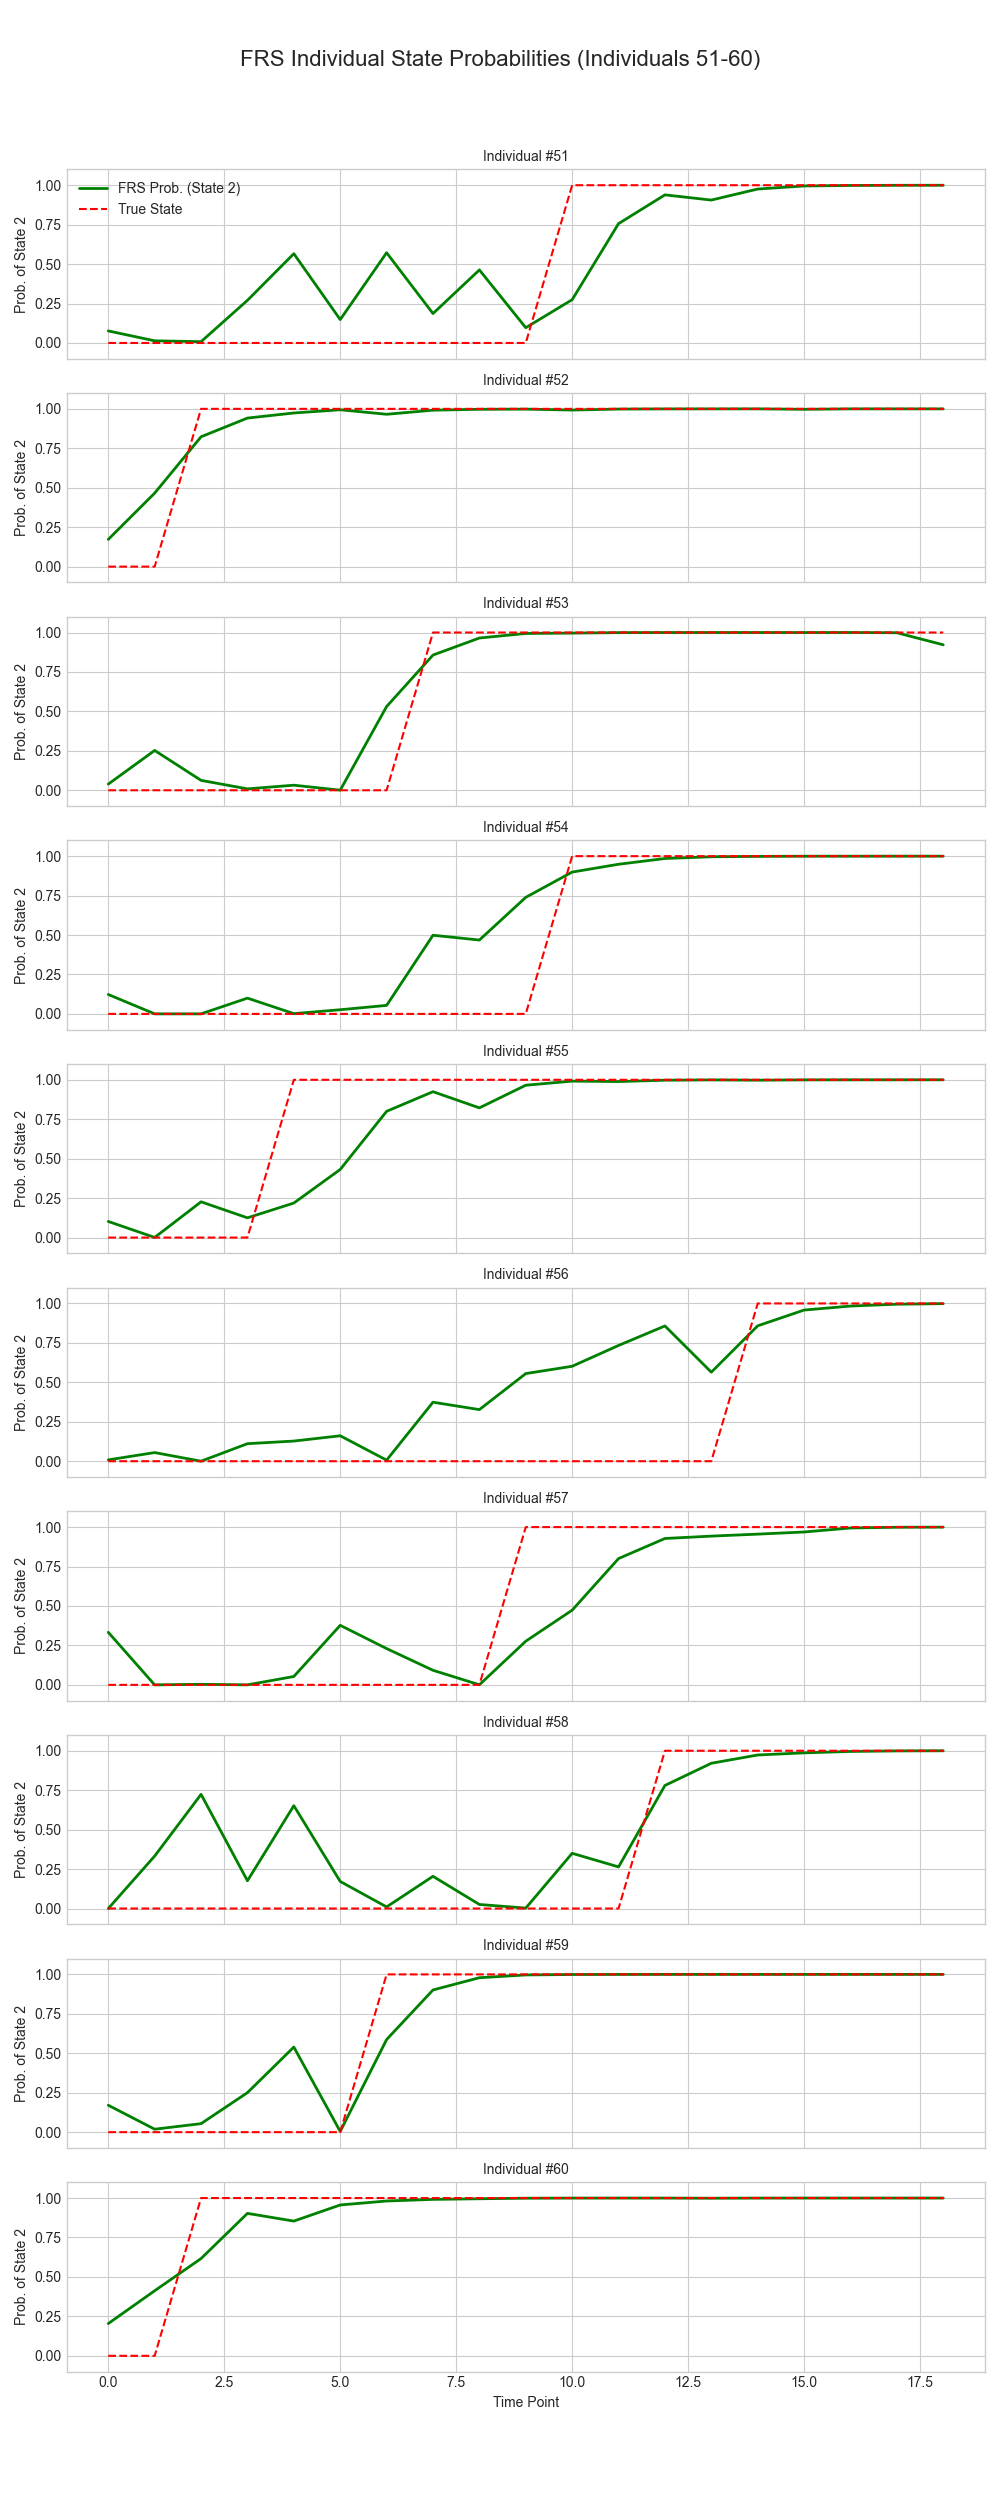 FRS Individual State Probabilities (Individuals 51-60)
Individual #51
FRS Prob. (State 2)
True State
Prob. of State 2
1.00
0.75
0.50
0.25
0.00
Individual #52
Prob. of State 2
1.00
0.75
0.50
0.25
0.00
Individual #53
Prob. of State 2
1.00
0.75
0.50
0.25
0.00
Individual #54
Prob. of State 2
1.00
0.75
0.50
0.25
0.00
Individual #55
Prob. of State 2
1.00
0.75
0.50
0.25
0.00
Individual #56
Prob. of State 2
1.00
0.75
0.50
0.25
0.00
Individual #57
Prob. of State 2
1.00
0.75
0.50
0.25
0.00
Individual #58
Prob. of State 2
1.00
0.75
0.50
0.25
0.00
Individual #59
Prob. of State 2
1.00
0.75
0.50
0.25
0.00
Individual #60
Prob. of State 2
1.00
0.75
0.50
0.25
0.00
0.0 2.5 5.0 7.5 10.0 12.5 15.0 17.5
Time Point